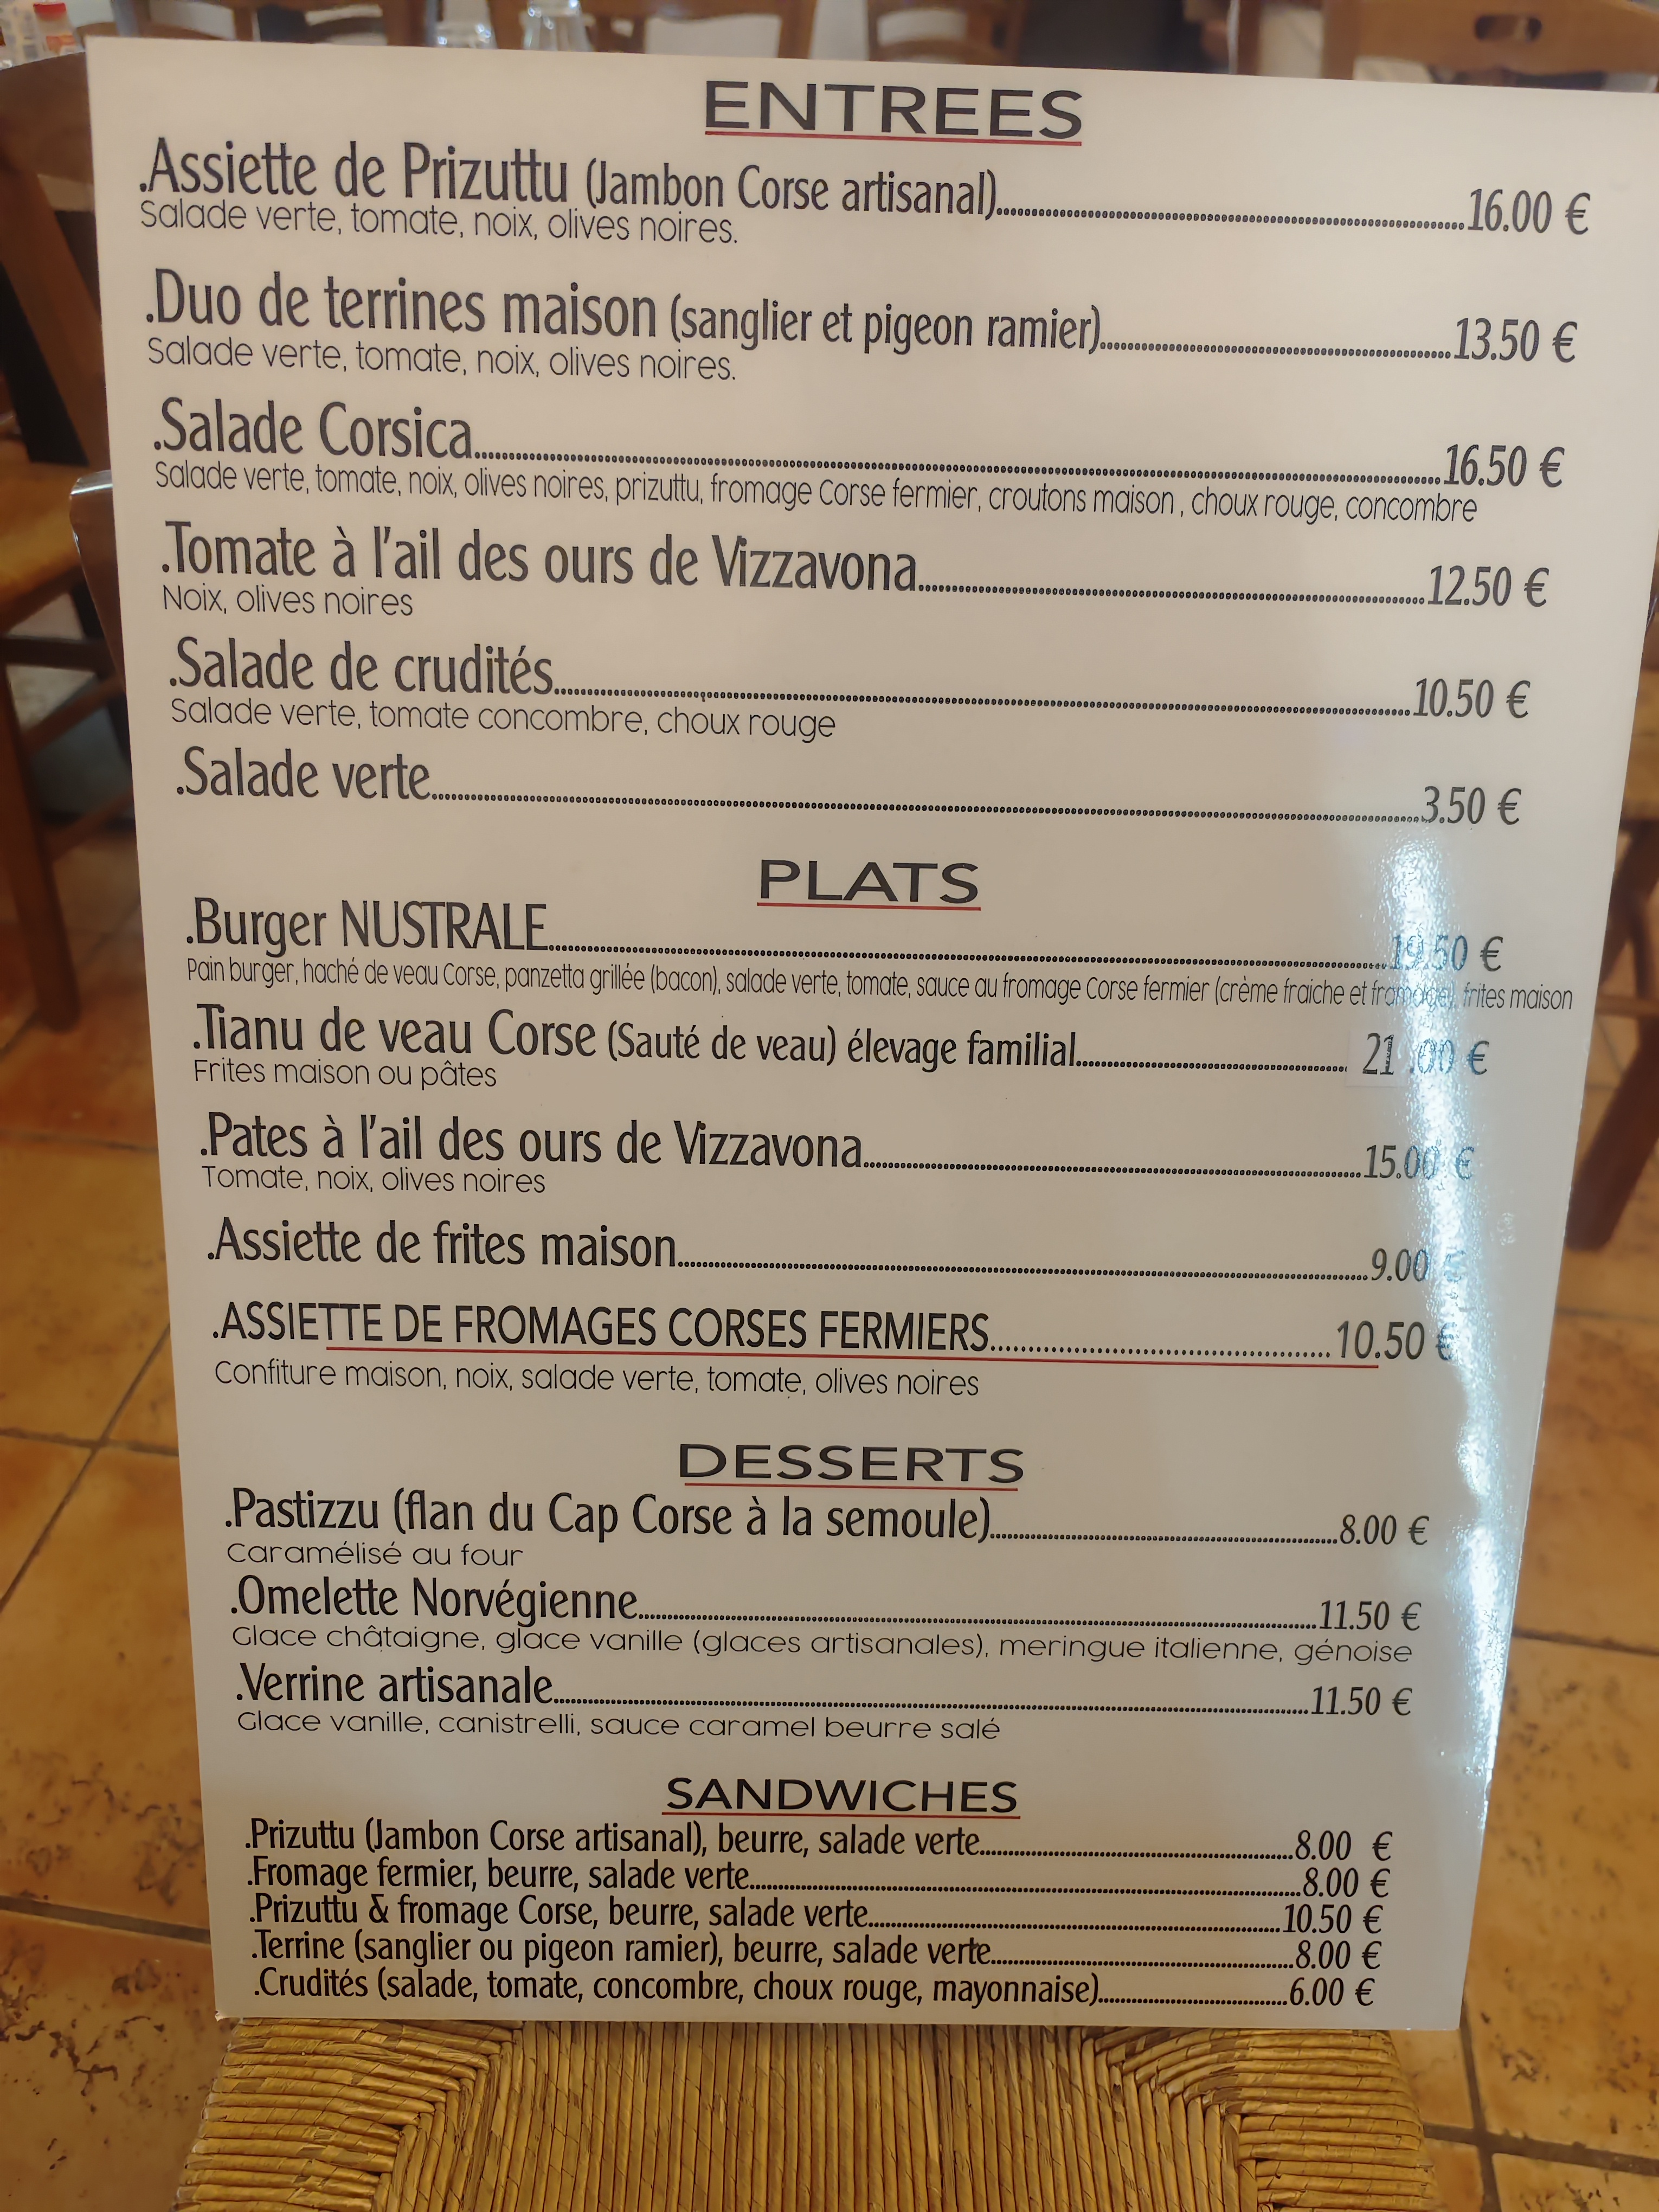 ENTREES
.Assiette de Prizuttu (Jambon Corse artisanal)...............16.00 €
Salade verte, tomate, noix, olives noires.
.Duo de terrines maison (sanglier et pigeon ramier)...............13.50 €
Salade verte, tomate, noix, olives noires.
.Salade Corsica...............16.50 €
Salade verte, tomate, noix, olives noires, prizuttu, fromage Corse fermier, croutons maison , choux rouge, concombre
.Tomate à l'ail des ours de Vizzavona...............12.50 €
Noix, olives noires
.Salade de crudités...............10.50 €
Salade verte, tomate concombre, choux rouge
.Salade verte...............3.50 €
PLATS
.Burger NUSTRALE...............19.50 €
Pain burger, haché de veau Corse, panzetta grillée (bacon), salade verte, tomate, sauce au fromage Corse fermier (crème fraiche et fromage), frites maison
.Tianu de veau Corse (Sauté de veau) élevage familial............... 21 .00 €
Frites maison ou pâtes
.Pates à l'ail des ours de Vizzavona...............15.00 €
Tomate, noix, olives noires
.Assiette de frites maison...............9.00 €
.ASSIETTE DE FROMAGES CORSES FERMIERS...............10.50 €
Confiture maison, noix, salade verte, tomate, olives noires
DESSERTS
.Pastizzu (flan du Cap Corse à la semoule)...............8.00 €
Caramélisé au four
.Omelette Norvégienne...............11.50 €
Glace châtaigne, glace vanille (glaces artisanales), meringue italienne, génoise
.Verrine artisanale...............11.50 €
Glace vanille, canistrelli, sauce caramel beurre salé
SANDWICHES
.Prizuttu (Jambon Corse artisanal), beurre, salade verte...............8.00 €
.Fromage fermier, beurre, salade verte...............8.00 €
.Prizuttu & fromage Corse, beurre, salade verte...............10.50 €
.Terrine (sanglier ou pigeon ramier), beurre, salade verte...............8.00 €
.Crudités (salade, tomate, concombre, choux rouge, mayonnaise)...............6.00 €